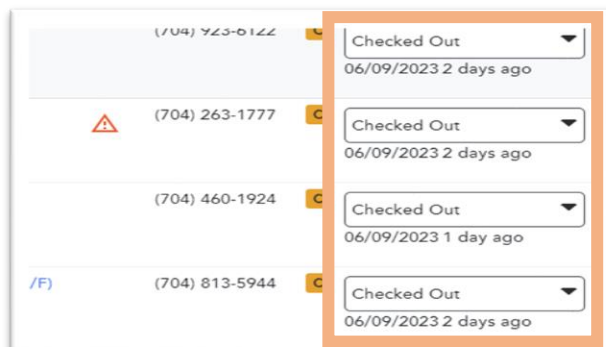 (704) 923-6122 C Checked Out
06/09/2023 2 days ago
(704) 263-1777 C Checked Out
06/09/2023 2 days ago
(704) 460-1924 C Checked Out
06/09/2023 1 day ago
/F) (704) 813-5944 C Checked Out
06/09/2023 2 days ago